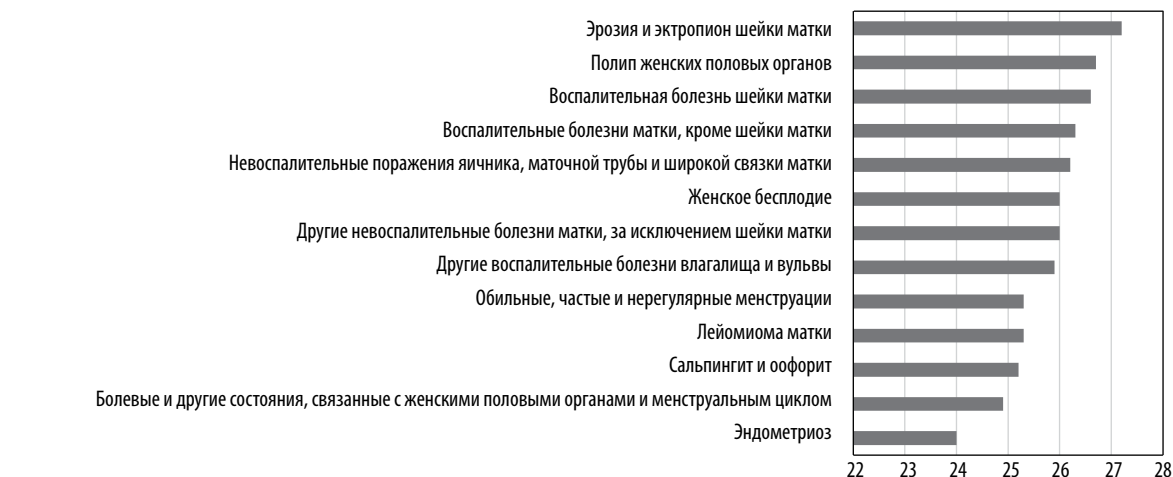 Эрозия и эктропион шейки матки
Полип женских половых органов
Воспалительная болезнь шейки матки
Воспалительные болезни матки, кроме шейки матки
Невоспалительные поражения яичника, маточной трубы и широкой связки матки
Женское бесплодие
Другие невоспалительные болезни матки, за исключением шейки матки
Другие воспалительные болезни влагалища и вульвы
Обильные, частые и нерегулярные менструации
Лейомиома матки
Сальпингит и оофорит
Болевые и другие состояния, связанные с женскими половыми органами и менструальным циклом
Эндометриоз
22 23 24 25 26 27 28